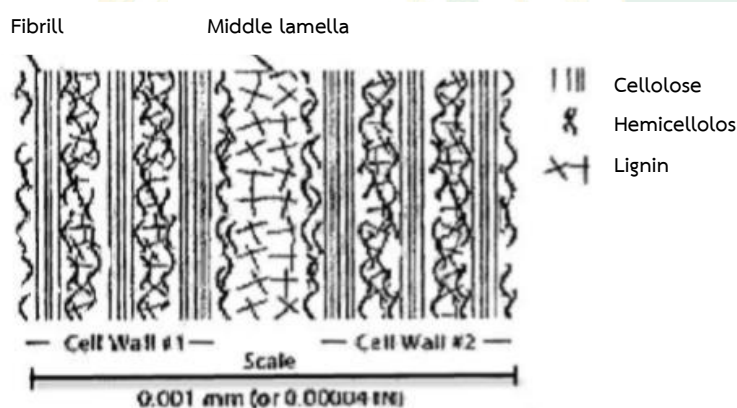 Fibrill Middle lamella
Cellolose
Hemicellolos
Lignin
Cell Wall #1
Cell Wall #2
Scale
0.001 mm (or 0.00004 IN)